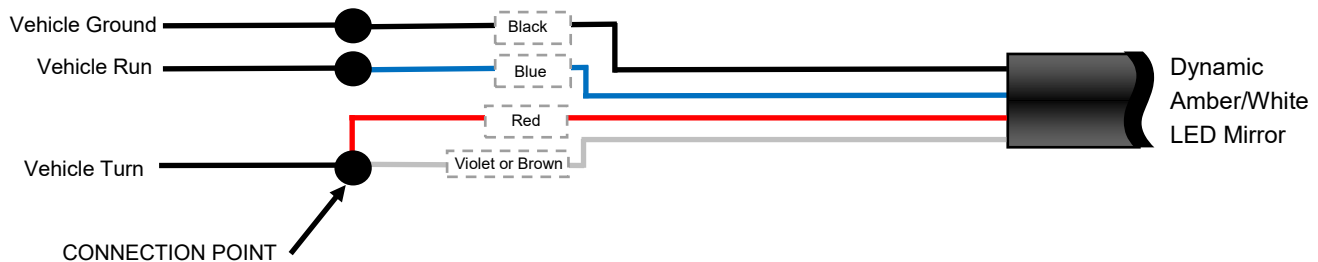 Vehicle Ground
Black
Vehicle Run
Blue
Dynamic
Amber/White
LED Mirror
Red
Vehicle Turn
Violet or Brown
CONNECTION POINT